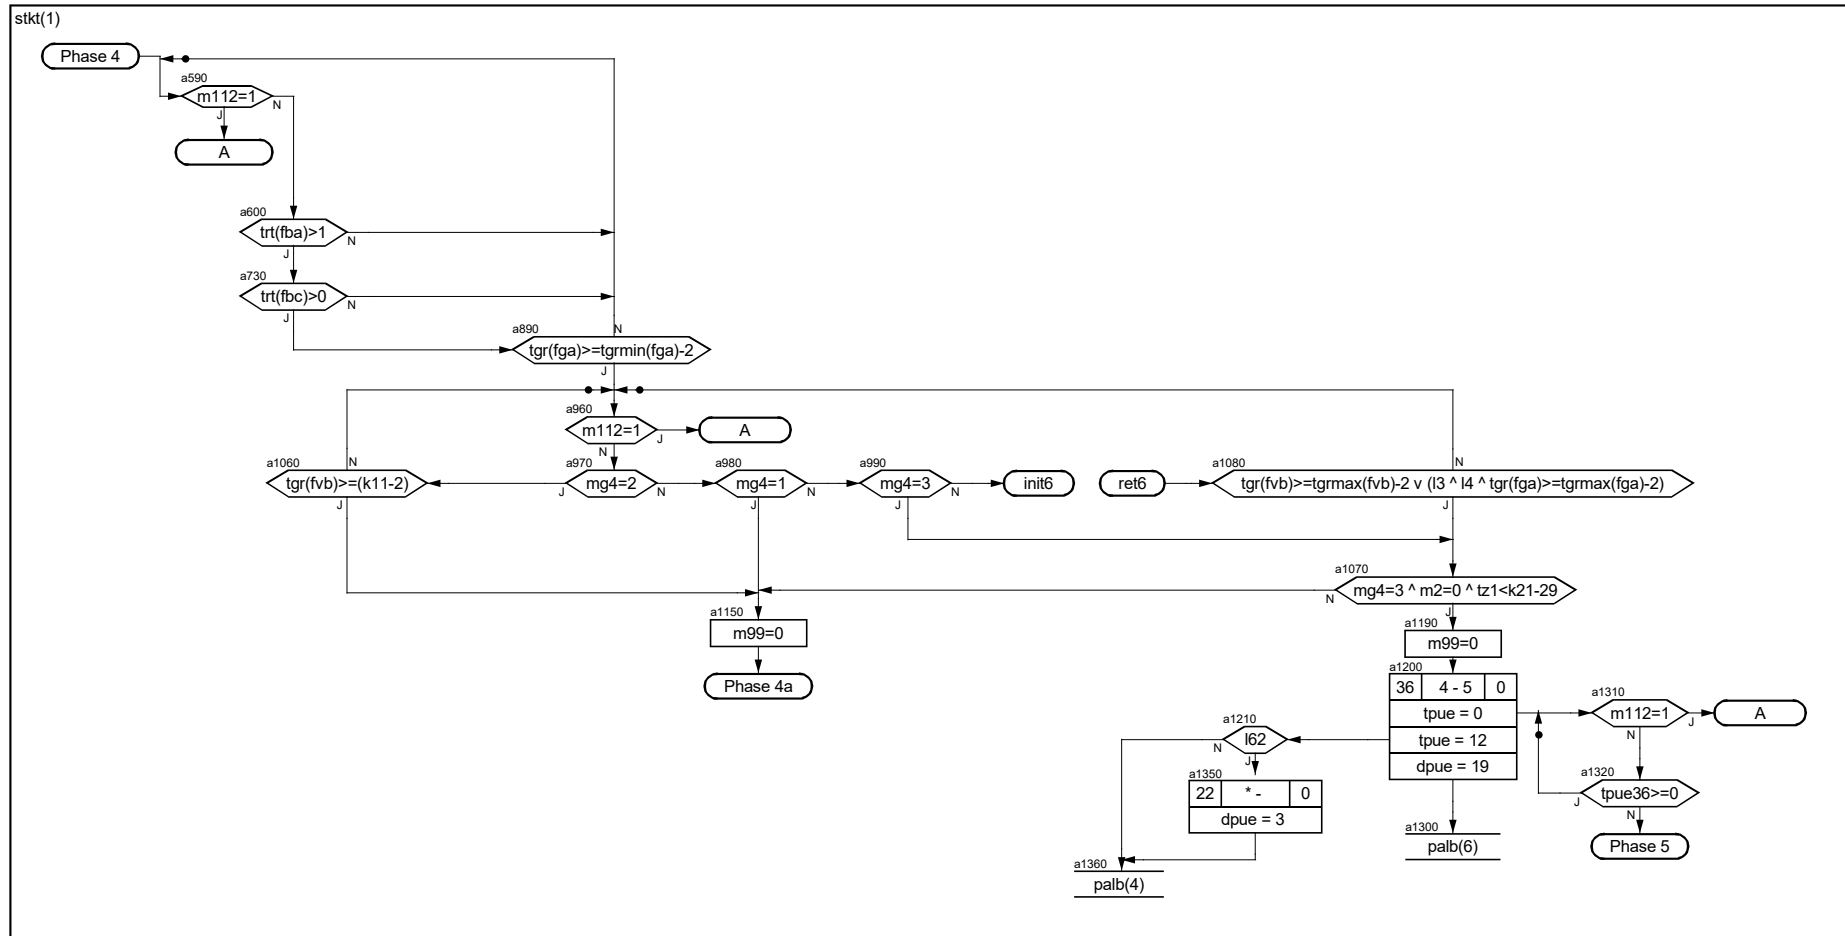 stkt(1)
Phase 4
a590
m112=1
N
J
A
a600
trt(fba)>1
N
J
a730
trt(fbc)>0
N
J
a890
N
tgr(fga)>=tgrmin(fga)-2
J
a960
m112=1
J
A
N
a1060
N
tgr(fvb)>=(k11-2)
J
a970
mg4=2
J
N
a980
mg4=1
N
J
a990
mg4=3
N
J
init6
ret6
a1080
N
tgr(fvb)>=tgrmax(fvb)-2 v (l3 ^ l4 ^ tgr(fga)>=tgrmax(fga)-2)
J
a1070
mg4=3 ^ m2=0 ^ tz1<k21-29
N
J
a1150
m99=0
Phase 4a
a1190
m99=0
a1200
36 4 - 5 0
tpue = 0
tpue = 12
dpue = 19
a1210
l62
N
J
a1350
22 * - 0
dpue = 3
a1360
palb(4)
a1300
palb(6)
a1310
m112=1
J
A
N
a1320
tpue36>=0
J
N
Phase 5